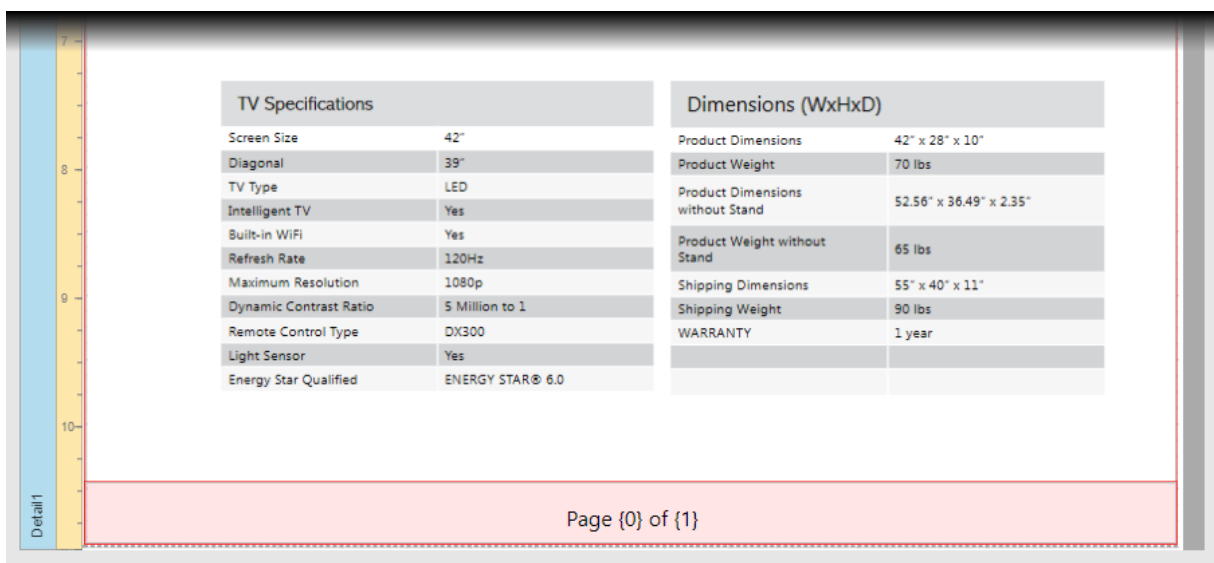 7
TV Specifications
Screen Size 42"
Diagonal 39"
TV Type LED
Intelligent TV Yes
Built-in WiFi Yes
Refresh Rate 120Hz
Maximum Resolution 1080p
Dynamic Contrast Ratio 5 Million to 1
Remote Control Type DX300
Light Sensor Yes
Energy Star Qualified ENERGY STAR® 6.0
Dimensions (WxHxD)
Product Dimensions 42" x 28" x 10"
Product Weight 70 lbs
Product Dimensions
without Stand 52.56" x 36.49" x 2.35"
Product Weight without
Stand 65 lbs
Shipping Dimensions 55" x 40" x 11"
Shipping Weight 90 lbs
WARRANTY 1 year
8
9
10
Detail1
Page {0} of {1}